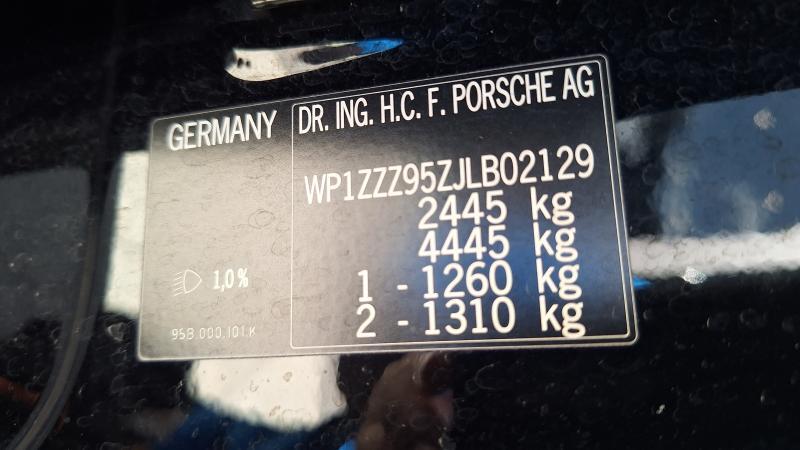 GERMANY
1,0%
95B.000.101.K
DR. ING. H.C. F. PORSCHE AG
WP1ZZZ95ZJLB02129
2445 kg
4445 kg
1 - 1260 kg
2 - 1310 kg